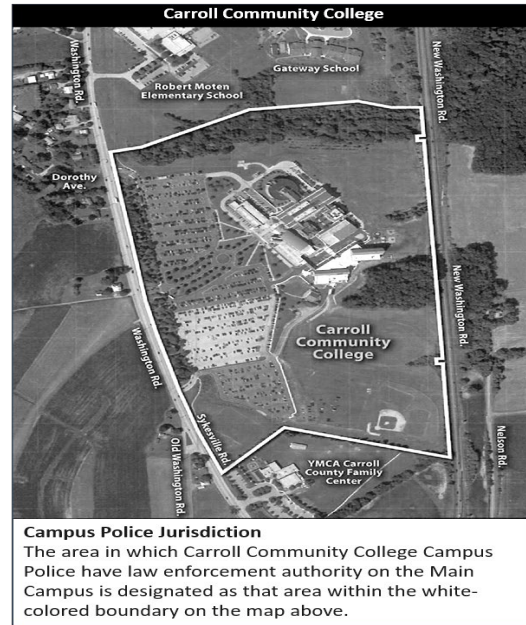 Carroll Community College
Washington Rd.
Robert Moten
Elementary School
Gateway School
New Washington Rd.
Dorothy
Ave.
Washington Rd.
Carroll
Community
College
New Washington Rd.
Sykesville Rd.
Old Washington Rd.
YMCA Carroll
County Family
Center
Nelson Rd.
Campus Police Jurisdiction
The area in which Carroll Community College Campus
Police have law enforcement authority on the Main
Campus is designated as that area within the white-
colored boundary on the map above.